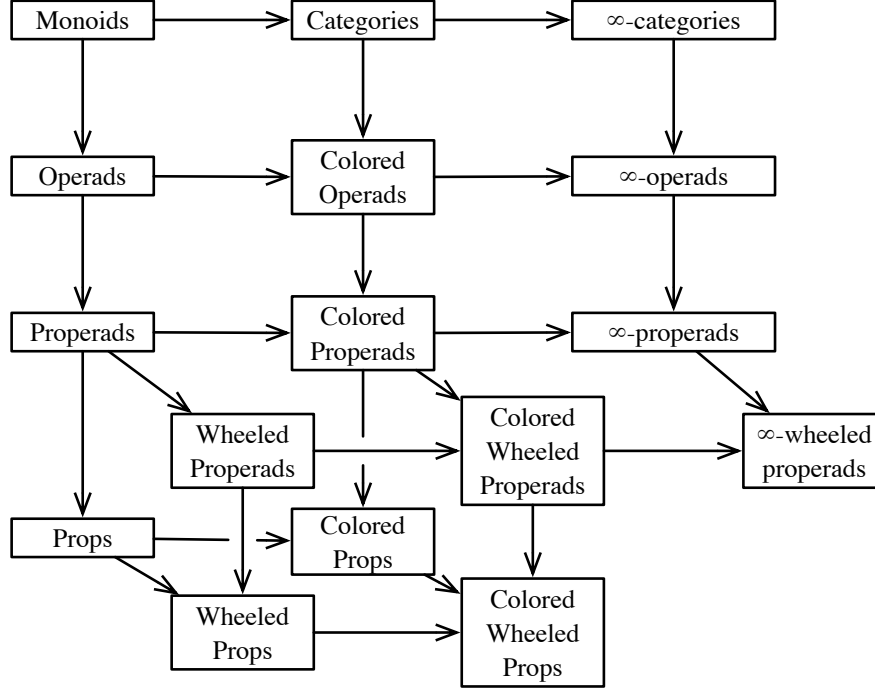 Monoids
Categories
∞-categories
Operads
Colored
Operads
∞-operads
Properads
Colored
Properads
∞-properads
Wheeled
Properads
Colored
Wheeled
Properads
∞-wheeled
properads
Props
Colored
Props
Wheeled
Props
Colored
Wheeled
Props